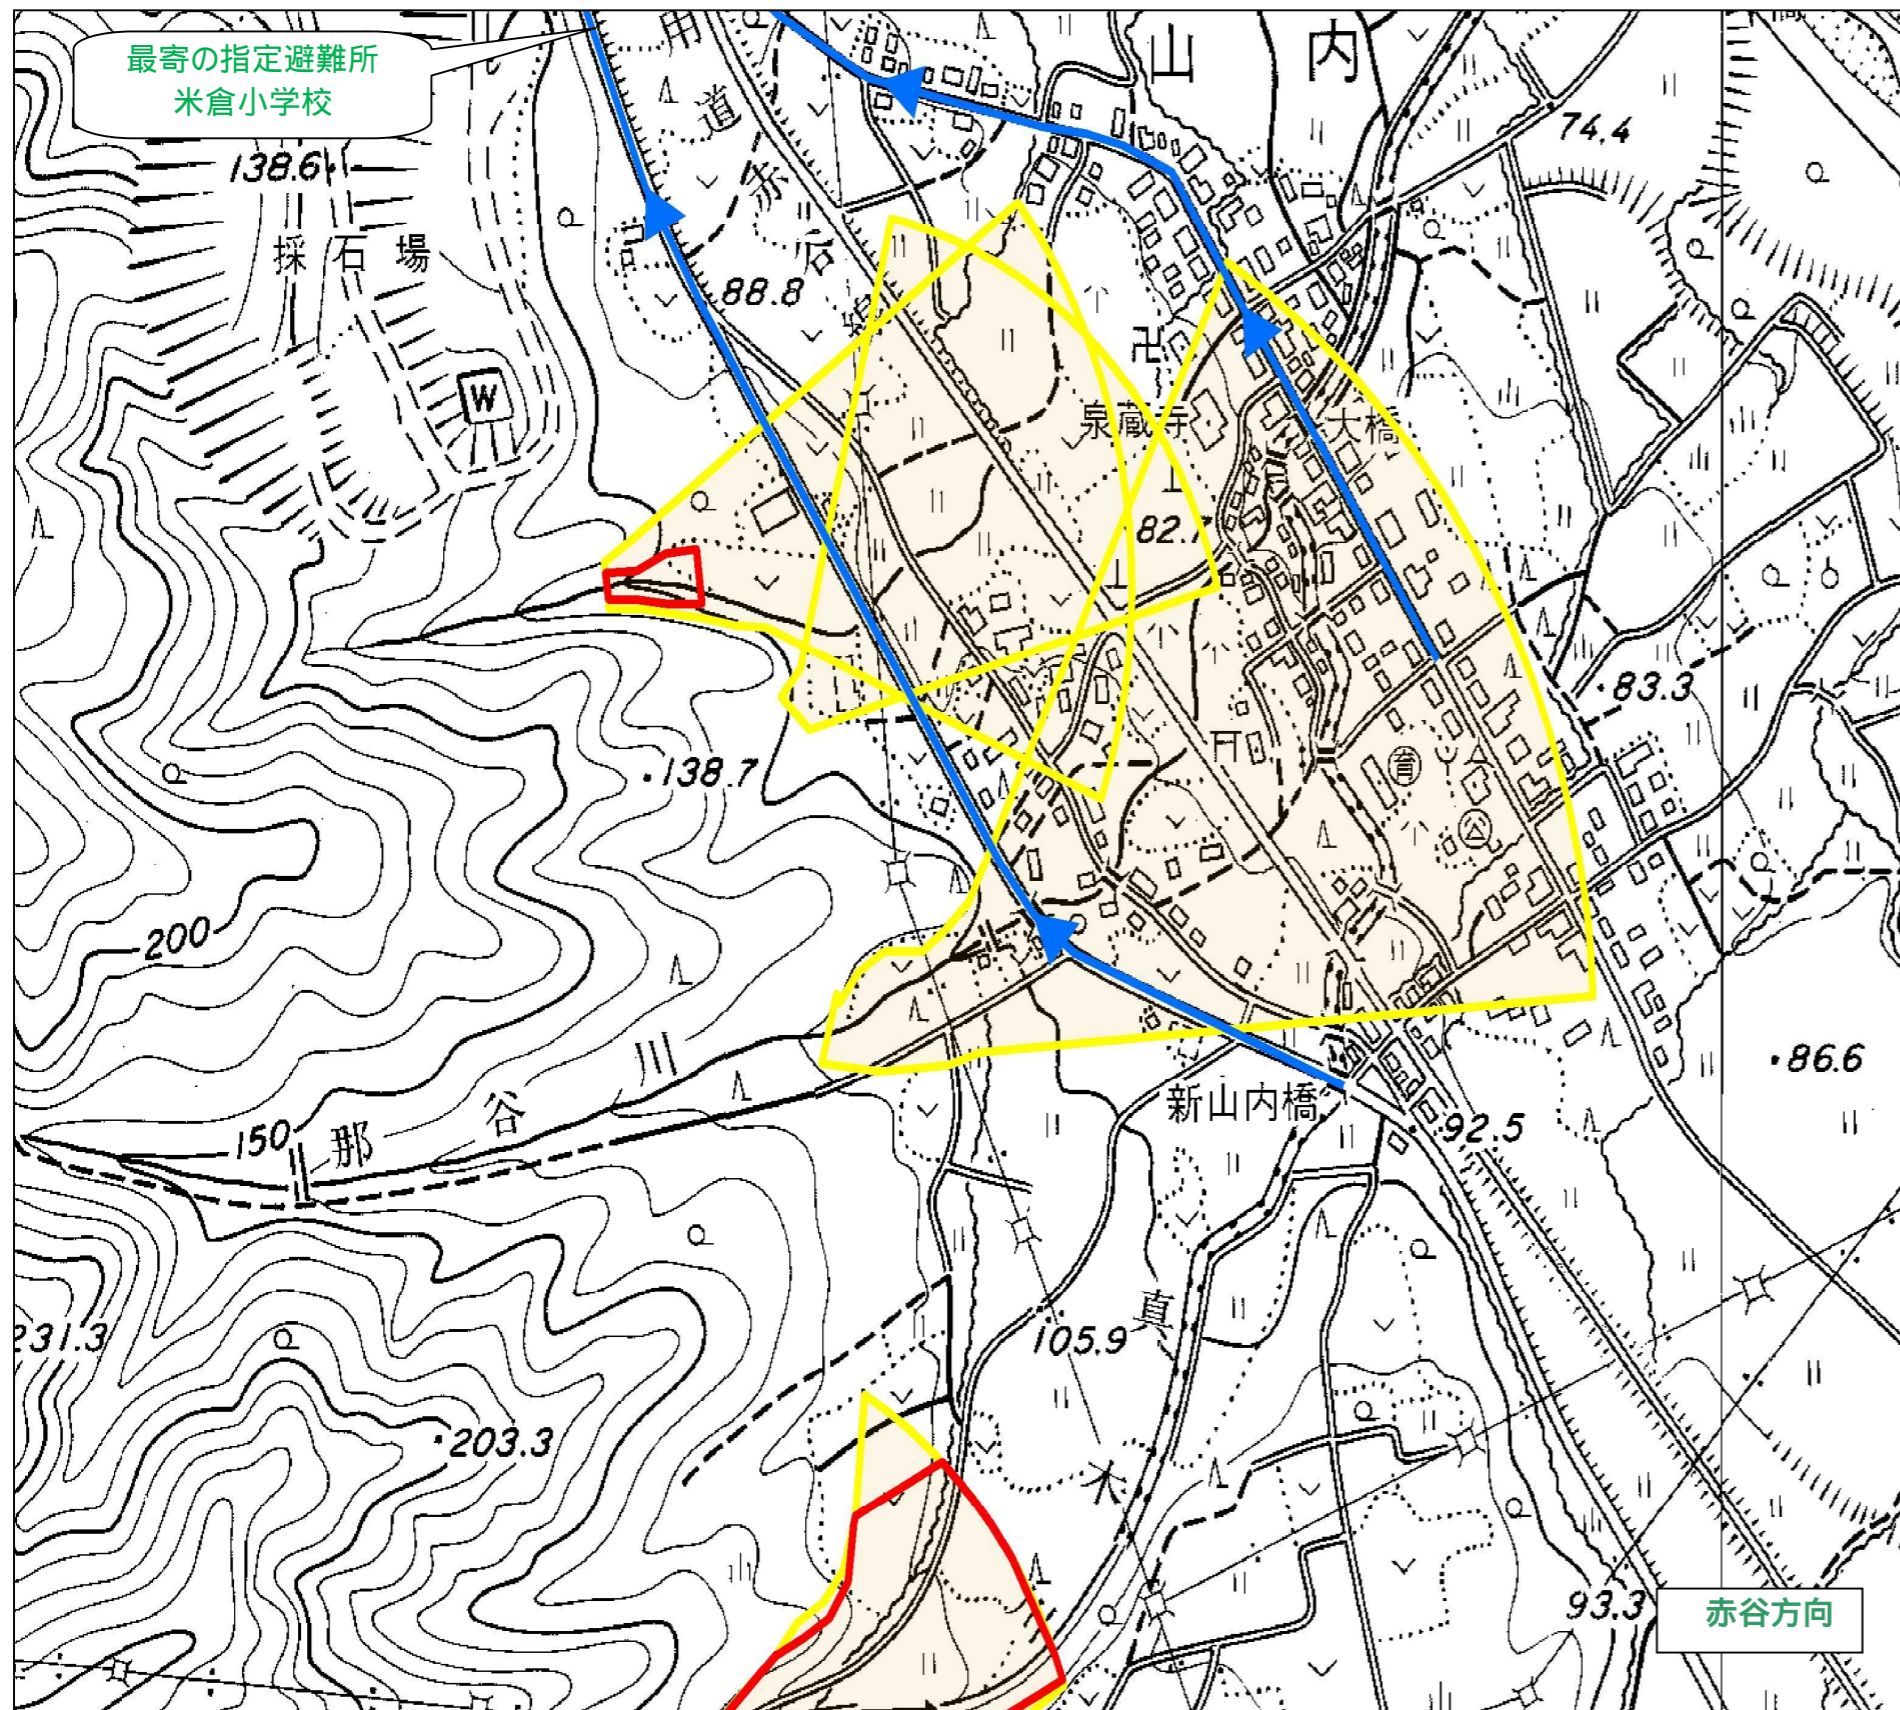 最寄の指定避難所
米倉小学校
山内
用
道
赤
石
74.4
138.6
採石場
88.8
W
泉蔵寺
大橋
82.7
83.3
138.7
育
公
200
86.6
川
谷
那
150
新山内橋
92.5
231.3
105.9
真
木
203.3
93.3
赤谷方向